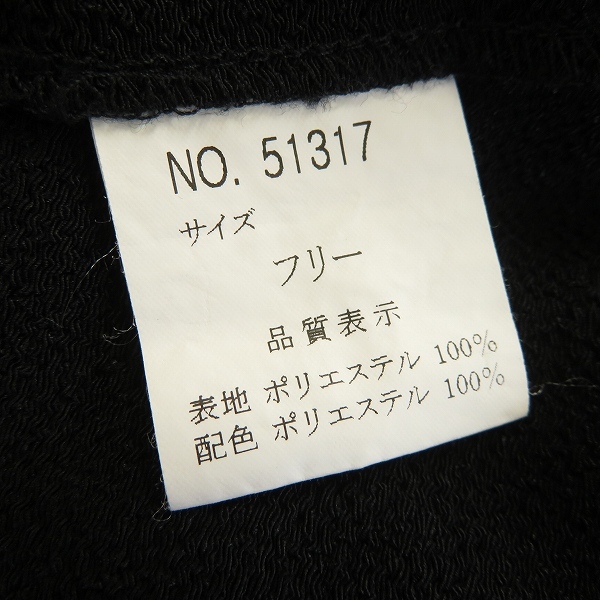 NO. 51317
サイズ
フリー
品質表示
表地 ポリエステル 100%
配色 ポリエステル 100%